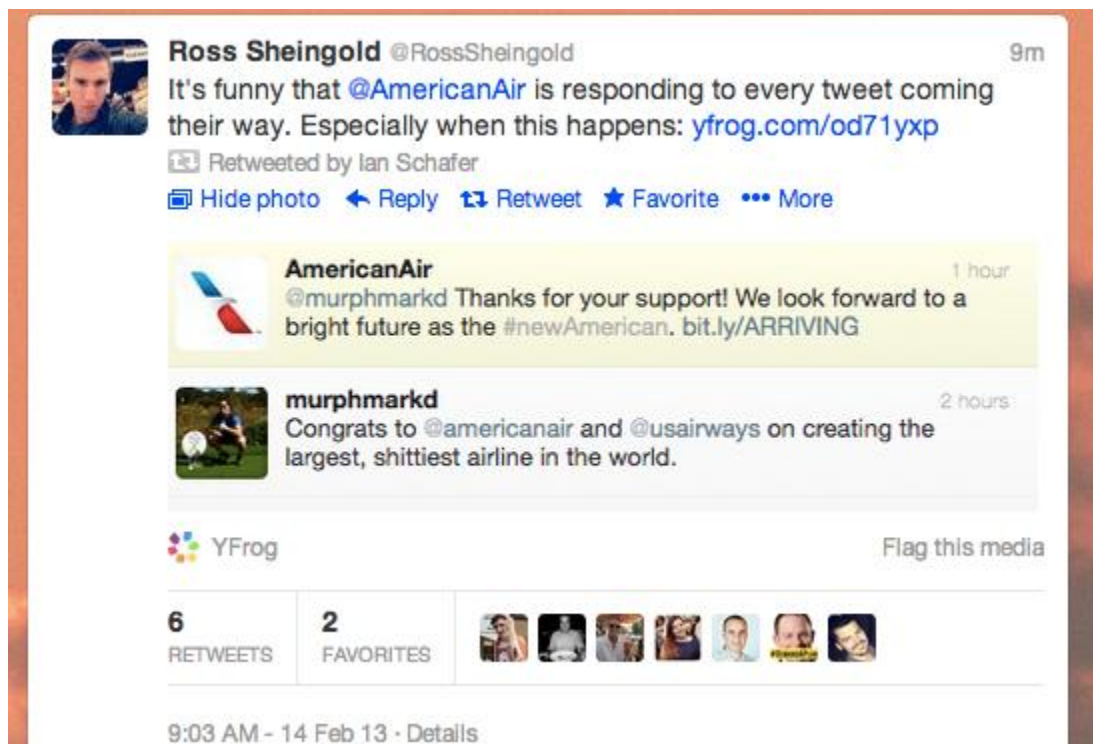 Ross Sheingold @RossSheingold 9m
It's funny that @AmericanAir is responding to every tweet coming
their way. Especially when this happens: yfrog.com/od71yxp
Retweeted by Ian Schafer
Hide photo Reply Retweet Favorite ••• More
AmericanAir 1 hour
@murphmarkd Thanks for your support! We look forward to a
bright future as the #newAmerican. bit.ly/ARRIVING
murphmarkd 2 hours
Congrats to @americanair and @usairways on creating the
largest, shittiest airline in the world.
YFrog Flag this media
6 2
RETWEETS FAVORITES
9:03 AM - 14 Feb 13 · Details